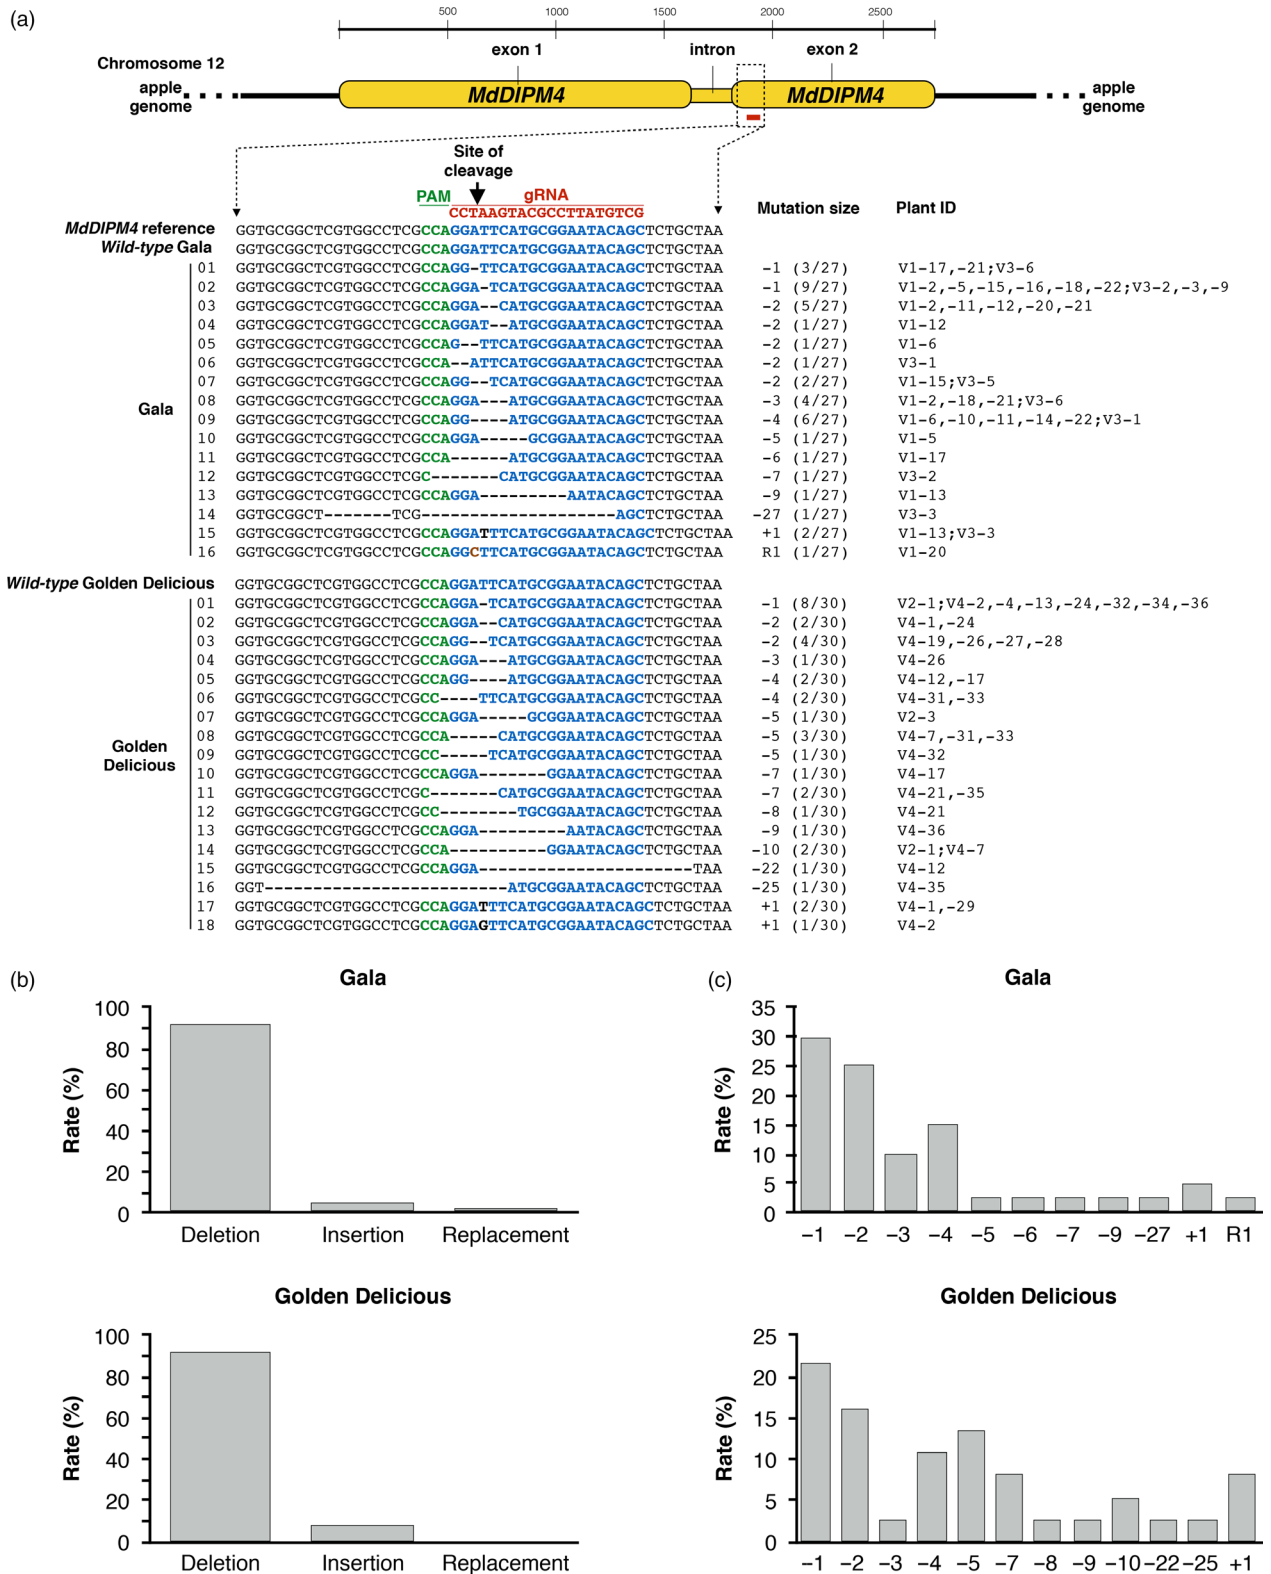 (a)
500 1000 1500 2000 2500
exon 1 intron exon 2
Chromosome 12
apple genome MdDIPM4 MdDIPM4 apple genome
Site of cleavage
PAM gRNA
CCTAAGTACGCCTTATGTCG Mutation size Plant ID
MdDIPM4 reference GGTGCGGCTCGTGGCCTCGCCAGGATTCATGCGGAATACAGCTCTGCTAA
Wild-type Gala GGTGCGGCTCGTGGCCTCGCCAGGATTCATGCGGAATACAGCTCTGCTAA
Gala
01 GGTGCGGCTCGTGGCCTCGCCAGG-TTCATGCGGAATACAGCTCTGCTAA -1 (3/27) V1-17,-21;V3-6
02 GGTGCGGCTCGTGGCCTCGCCAGGA-TCATGCGGAATACAGCTCTGCTAA -1 (9/27) V1-2,-5,-15,-16,-18,-22;V3-2,-3,-9
03 GGTGCGGCTCGTGGCCTCGCCAGGA--CATGCGGAATACAGCTCTGCTAA -2 (5/27) V1-2,-11,-12,-20,-21
04 GGTGCGGCTCGTGGCCTCGCCAGGAT--ATGCGGAATACAGCTCTGCTAA -2 (1/27) V1-12
05 GGTGCGGCTCGTGGCCTCGCCAG--TTCATGCGGAATACAGCTCTGCTAA -2 (1/27) V1-6
06 GGTGCGGCTCGTGGCCTCGCCA--ATTCATGCGGAATACAGCTCTGCTAA -2 (1/27) V3-1
07 GGTGCGGCTCGTGGCCTCGCCAGG--TCATGCGGAATACAGCTCTGCTAA -2 (2/27) V1-15;V3-5
08 GGTGCGGCTCGTGGCCTCGCCAGGA---ATGCGGAATACAGCTCTGCTAA -3 (4/27) V1-2,-18,-21;V3-6
09 GGTGCGGCTCGTGGCCTCGCCAGG----ATGCGGAATACAGCTCTGCTAA -4 (6/27) V1-6,-10,-11,-14,-22;V3-1
10 GGTGCGGCTCGTGGCCTCGCCAGGA-----GCGGAATACAGCTCTGCTAA -5 (1/27) V1-5
11 GGTGCGGCTCGTGGCCTCGCCA------ATGCGGAATACAGCTCTGCTAA -6 (1/27) V1-17
12 GGTGCGGCTCGTGGCCTCGC-------CATGCGGAATACAGCTCTGCTAA -7 (1/27) V3-2
13 GGTGCGGCTCGTGGCCTCGCCAGGA---------AATACAGCTCTGCTAA -9 (1/27) V1-13
14 GGTGCGGCT-------TCG--------------------AGCTCTGCTAA -27 (1/27) V3-3
15 GGTGCGGCTCGTGGCCTCGCCAGGATTTCATGCGGAATACAGCTCTGCTAA +1 (2/27) V1-13;V3-3
16 GGTGCGGCTCGTGGCCTCGCCAGGCTTCATGCGGAATACAGCTCTGCTAA R1 (1/27) V1-20
Wild-type Golden Delicious GGTGCGGCTCGTGGCCTCGCCAGGATTCATGCGGAATACAGCTCTGCTAA
Golden Delicious
01 GGTGCGGCTCGTGGCCTCGCCAGGA-TCATGCGGAATACAGCTCTGCTAA -1 (8/30) V2-1;V4-2,-4,-13,-24,-32,-34,-36
02 GGTGCGGCTCGTGGCCTCGCCAGGA--CATGCGGAATACAGCTCTGCTAA -2 (2/30) V4-1,-24
03 GGTGCGGCTCGTGGCCTCGCCAGG--TCATGCGGAATACAGCTCTGCTAA -2 (4/30) V4-19,-26,-27,-28
04 GGTGCGGCTCGTGGCCTCGCCAGGA---ATGCGGAATACAGCTCTGCTAA -3 (1/30) V4-26
05 GGTGCGGCTCGTGGCCTCGCCAGG----ATGCGGAATACAGCTCTGCTAA -4 (2/30) V4-12,-17
06 GGTGCGGCTCGTGGCCTCGCC----TTCATGCGGAATACAGCTCTGCTAA -4 (2/30) V4-31,-33
07 GGTGCGGCTCGTGGCCTCGCCAGGA-----GCGGAATACAGCTCTGCTAA -5 (1/30) V2-3
08 GGTGCGGCTCGTGGCCTCGCCA-----CATGCGGAATACAGCTCTGCTAA -5 (3/30) V4-7,-31,-33
09 GGTGCGGCTCGTGGCCTCGCC-----TCATGCGGAATACAGCTCTGCTAA -5 (1/30) V4-32
10 GGTGCGGCTCGTGGCCTCGCCAGGA-------GGAATACAGCTCTGCTAA -7 (1/30) V4-17
11 GGTGCGGCTCGTGGCCTCGC-------CATGCGGAATACAGCTCTGCTAA -7 (2/30) V4-21,-35
12 GGTGCGGCTCGTGGCCTCGCC--------TGCGGAATACAGCTCTGCTAA -8 (1/30) V4-21
13 GGTGCGGCTCGTGGCCTCGCCAGGA---------AATACAGCTCTGCTAA -9 (1/30) V4-36
14 GGTGCGGCTCGTGGCCTCGCCA----------GGAATACAGCTCTGCTAA -10 (2/30) V2-1;V4-7
15 GGTGCGGCTCGTGGCCTCGCCAGGA----------------------TAA -22 (1/30) V4-12
16 GGT-------------------------ATGCGGAATACAGCTCTGCTAA -25 (1/30) V4-35
17 GGTGCGGCTCGTGGCCTCGCCAGGATTTCATGCGGAATACAGCTCTGCTAA +1 (2/30) V4-1,-29
18 GGTGCGGCTCGTGGCCTCGCCAGGAGTTCATGCGGAATACAGCTCTGCTAA +1 (1/30) V4-2
(b)
Gala
Rate (%)
100
80
60
40
20
0
Deletion Insertion Replacement
Golden Delicious
Rate (%)
100
80
60
40
20
0
Deletion Insertion Replacement
(c)
Gala
Rate (%)
35
30
25
20
15
10
5
0
-1 -2 -3 -4 -5 -6 -7 -9 -27 +1 R1
Golden Delicious
Rate (%)
25
20
15
10
5
0
-1 -2 -3 -4 -5 -7 -8 -9 -10 -22 -25 +1